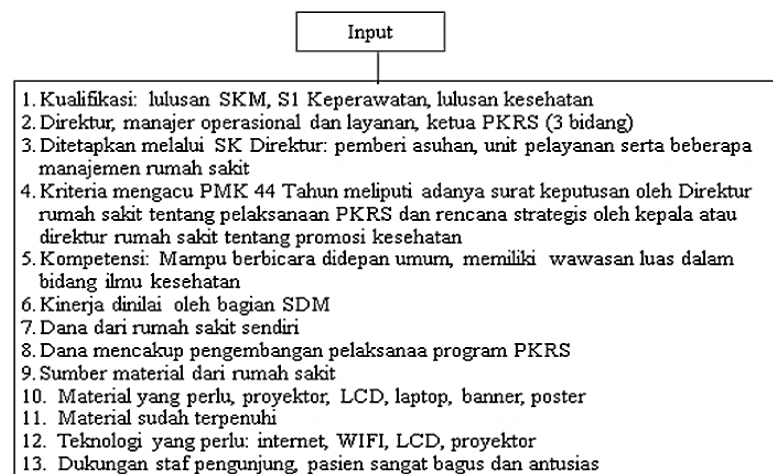 Input
1. Kualifikasi: lulusan SKM, S1 Keperawatan, lulusan kesehatan
2. Direktur, manajer operasional dan layanan, ketua PKRS (3 bidang)
3. Ditetapkan melalui SK Direktur: pemberi asuhan, unit pelayanan serta beberapa
manajemen rumah sakit
4. Kriteria mengacu PMK 44 Tahun meliputi adanya surat keputusan oleh Direktur
rumah sakit tentang pelaksanaan PKRS dan rencana strategis oleh kepala atau
direktur rumah sakit tentang promosi kesehatan
5. Kompetensi: Mampu berbicara didepan umum, memiliki wawasan luas dalam
bidang ilmu kesehatan
6. Kinerja dinilai oleh bagian SDM
7. Dana dari rumah sakit sendiri
8. Dana mencakup pengembangan pelaksanaa program PKRS
9. Sumber material dari rumah sakit
10. Material yang perlu, proyektor, LCD, laptop, banner, poster
11. Material sudah terpenuhi
12. Teknologi yang perlu: internet, WIFI, LCD, proyektor
13. Dukungan staf pengunjung, pasien sangat bagus dan antusias